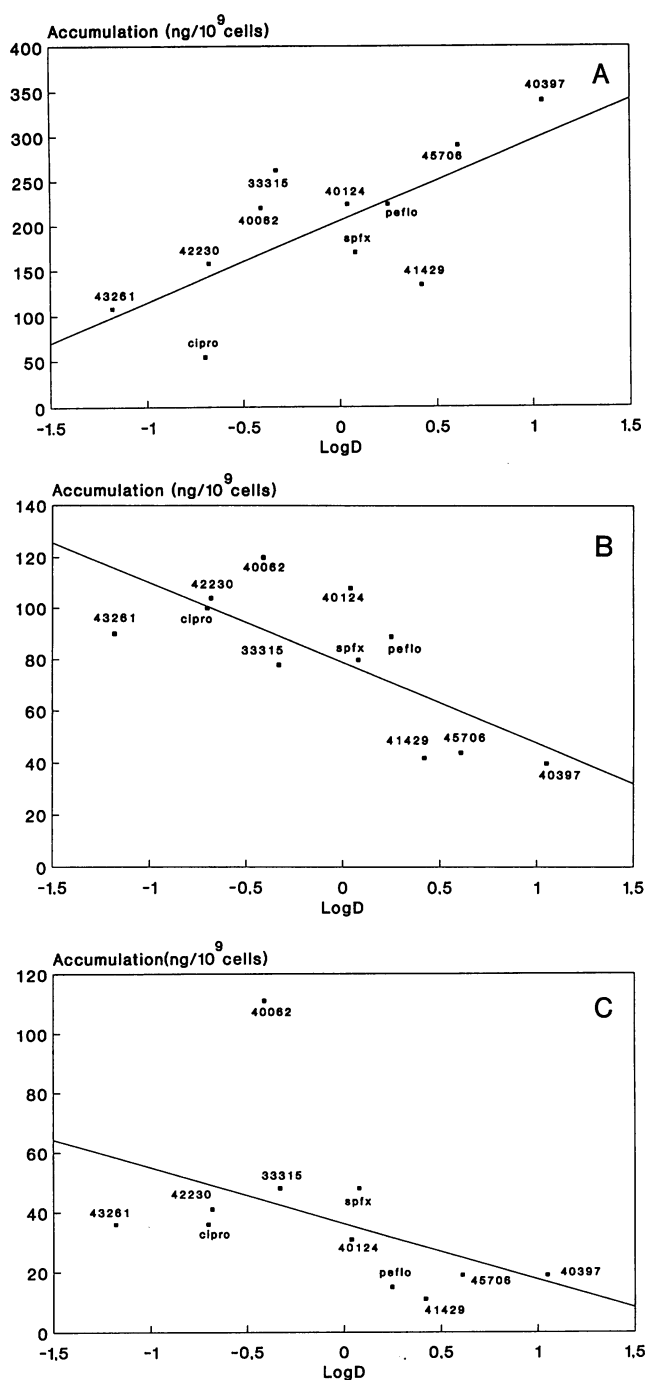 Accumulation (ng/10⁹cells)
400
A
40397
350
300
45706
250
33315
40124
200
40062
peflo
42230
spfx
150
41429
43261
100
cipro
50
0
-1.5 -1 -0.5 0 0.5 1 1.5
LogD
Accumulation (ng/10⁹cells)
140
B
120
40062
42230
40124
100
43261
cipro
80
33315
spfx
peflo
60
41429 45706
40
40397
20
0
-1.5 -1 -0.5 0 0.5 1 1.5
LogD
Accumulation(ng/10⁹cells)
120
C
40062
100
80
60
33315
42230
spfx
40
43261
cipro
40124
20
peflo
45706
40397
41429
0
-1.5 -1 -0.5 0 0.5 1 1.5
LogD